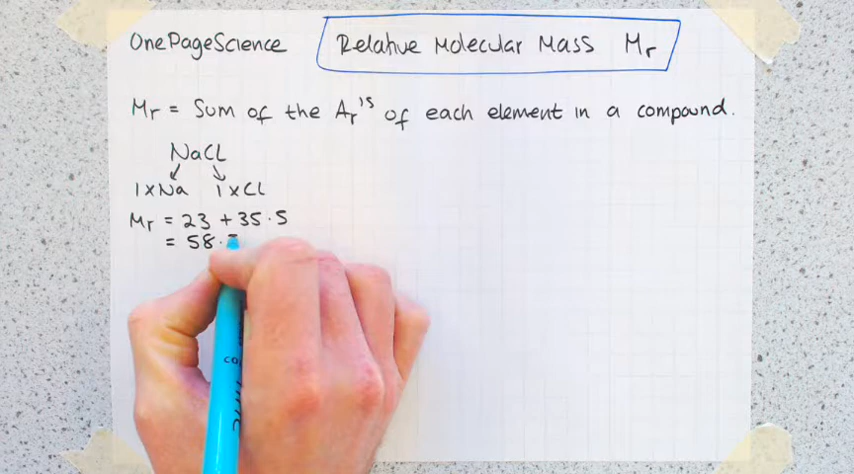 OnePageScience
Relative Molecular Mass Mr
Mr = Sum of the Ar's of each element in a compound.
NaCl
1xNa 1xCl
Mr = 23 + 35.5
= 58.